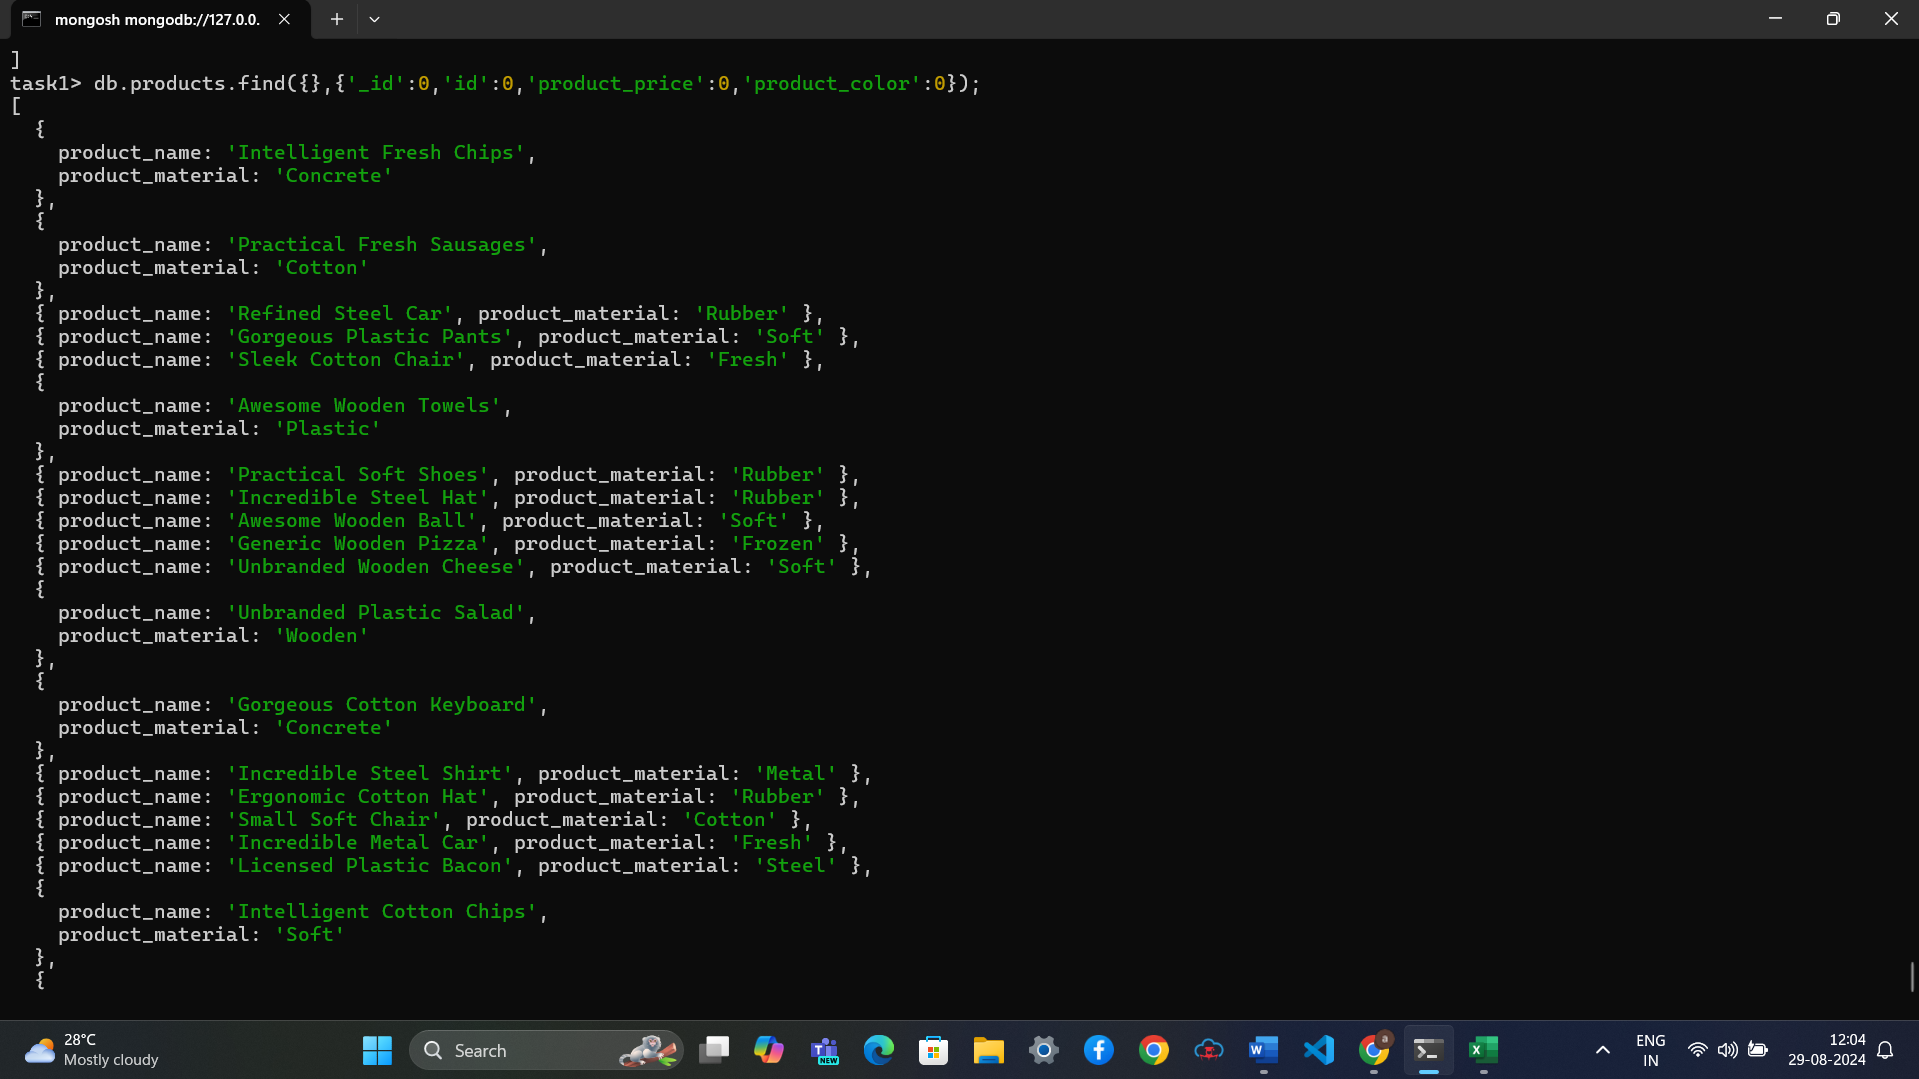 mongosh mongodb://127.0.0.
]
task1> db.products.find({},{'_id':0,'id':0,'product_price':0,'product_color':0});
[
  {
    product_name: 'Intelligent Fresh Chips',
    product_material: 'Concrete'
  },
  {
    product_name: 'Practical Fresh Sausages',
    product_material: 'Cotton'
  },
  { product_name: 'Refined Steel Car', product_material: 'Rubber' },
  { product_name: 'Gorgeous Plastic Pants', product_material: 'Soft' },
  { product_name: 'Sleek Cotton Chair', product_material: 'Fresh' },
  {
    product_name: 'Awesome Wooden Towels',
    product_material: 'Plastic'
  },
  { product_name: 'Practical Soft Shoes', product_material: 'Rubber' },
  { product_name: 'Incredible Steel Hat', product_material: 'Rubber' },
  { product_name: 'Awesome Wooden Ball', product_material: 'Soft' },
  { product_name: 'Generic Wooden Pizza', product_material: 'Frozen' },
  { product_name: 'Unbranded Wooden Cheese', product_material: 'Soft' },
  {
    product_name: 'Unbranded Plastic Salad',
    product_material: 'Wooden'
  },
  {
    product_name: 'Gorgeous Cotton Keyboard',
    product_material: 'Concrete'
  },
  { product_name: 'Incredible Steel Shirt', product_material: 'Metal' },
  { product_name: 'Ergonomic Cotton Hat', product_material: 'Rubber' },
  { product_name: 'Small Soft Chair', product_material: 'Cotton' },
  { product_name: 'Incredible Metal Car', product_material: 'Fresh' },
  { product_name: 'Licensed Plastic Bacon', product_material: 'Steel' },
  {
    product_name: 'Intelligent Cotton Chips',
    product_material: 'Soft'
  },
  {
28°C
Mostly cloudy
Search
NEW
a
ENG
IN
12:04
29-08-2024